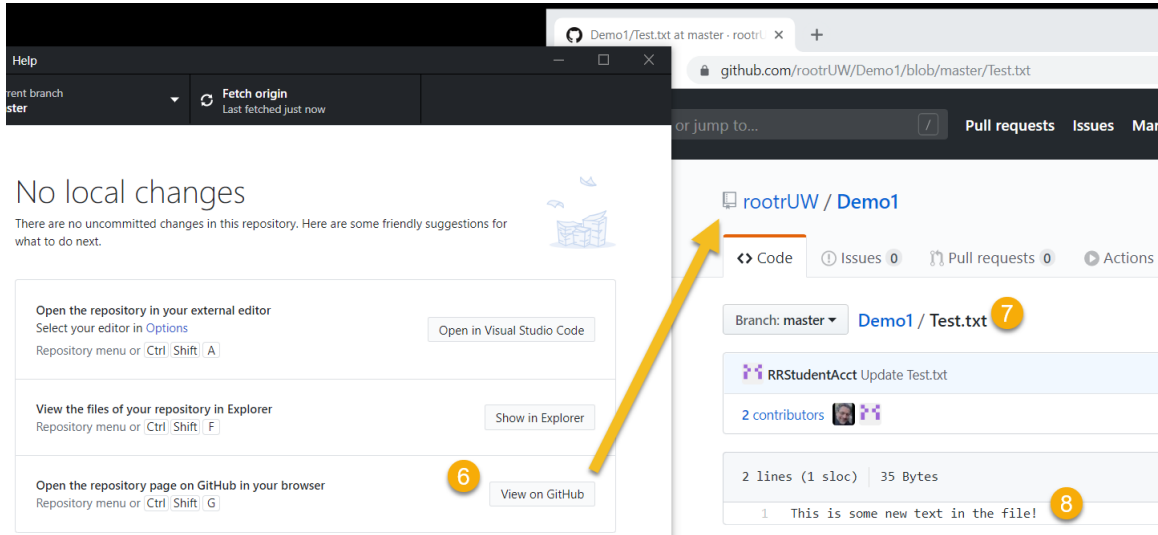 Demo1/Test.txt at master · rootrU
github.com/rootrUW/Demo1/blob/master/Test.txt
Help
rent branch
ster
Fetch origin
Last fetched just now
or jump to...
/
Pull requests Issues Mar
No local changes
There are no uncommitted changes in this repository. Here are some friendly suggestions for
what to do next.
Open the repository in your external editor
Select your editor in Options
Repository menu or Ctrl Shift A
Open in Visual Studio Code
View the files of your repository in Explorer
Repository menu or Ctrl Shift F
Show in Explorer
6
Open the repository page on GitHub in your browser
Repository menu or Ctrl Shift G
View on GitHub
rootrUW / Demo1
Code Issues 0 Pull requests 0 Actions
Branch: master Demo1 / Test.txt 7
RRStudentAcct Update Test.txt
2 contributors
2 lines (1 sloc) 35 Bytes
8
1 This is some new text in the file!